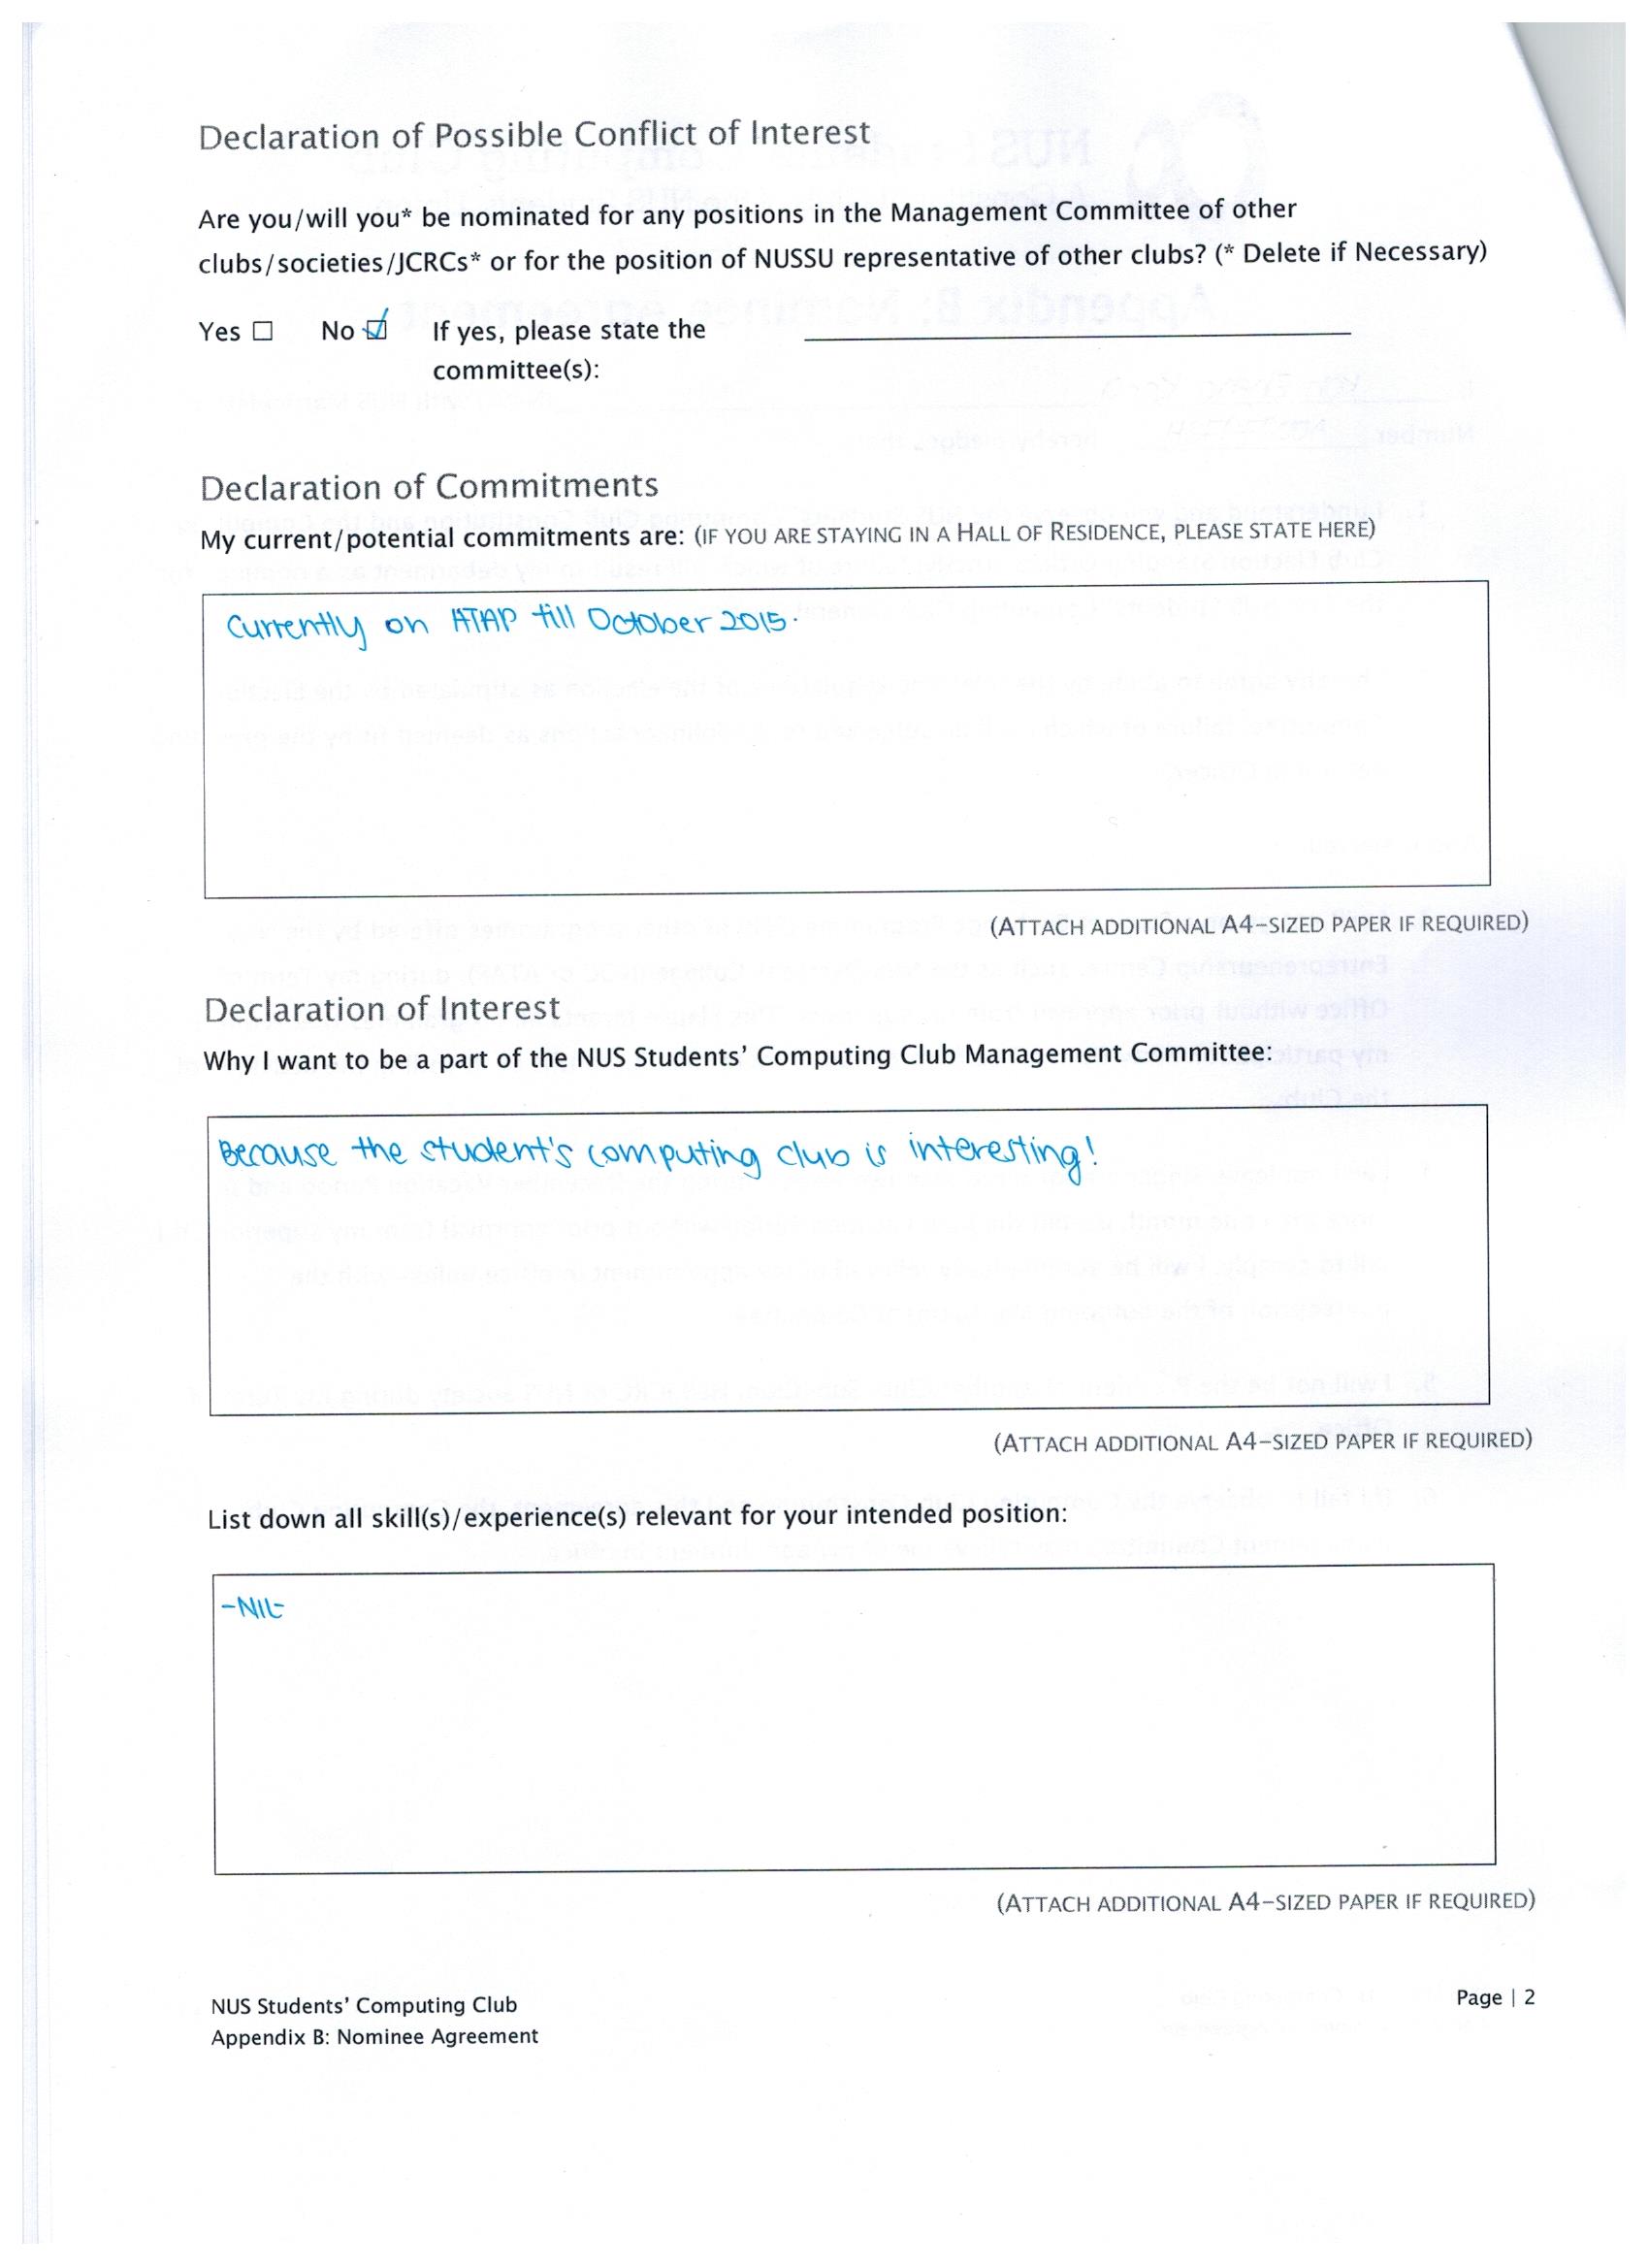 Declaration of Possible Conflict of Interest
Are you/will you* be nominated for any positions in the Management Committee of other
clubs/societies/JCRCs* or for the position of NUSSU representative of other clubs? (* Delete if Necessary)
Yes ☐ No ☑ If yes, please state the
committee(s):
Declaration of Commitments
My current/potential commitments are: (IF YOU ARE STAYING IN A HALL OF RESIDENCE, PLEASE STATE HERE)
Currently on ATAP till October 2015.
(ATTACH ADDITIONAL A4-SIZED PAPER IF REQUIRED)
Declaration of Interest
Why I want to be a part of the NUS Students' Computing Club Management Committee:
Because the student's computing club is interesting!
(ATTACH ADDITIONAL A4-SIZED PAPER IF REQUIRED)
List down all skill(s)/experience(s) relevant for your intended position:
-NIL-
(ATTACH ADDITIONAL A4-SIZED PAPER IF REQUIRED)
NUS Students' Computing Club
Appendix B: Nominee Agreement
Page | 2